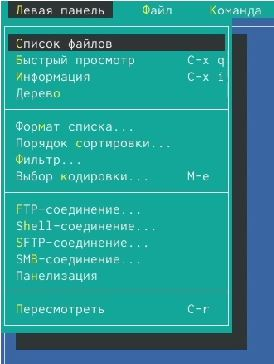 Левая панель Файл Команда
Список файлов
Быстрый просмотр C-x q
Информация C-x i
Дерево
Формат списка...
Порядок сортировки...
Фильтр...
Выбор кодировки... M-e
FTP-соединение...
Shell-соединение...
SFTP-соединение...
SMB-соединение...
Панелизация
Пересмотреть C-r